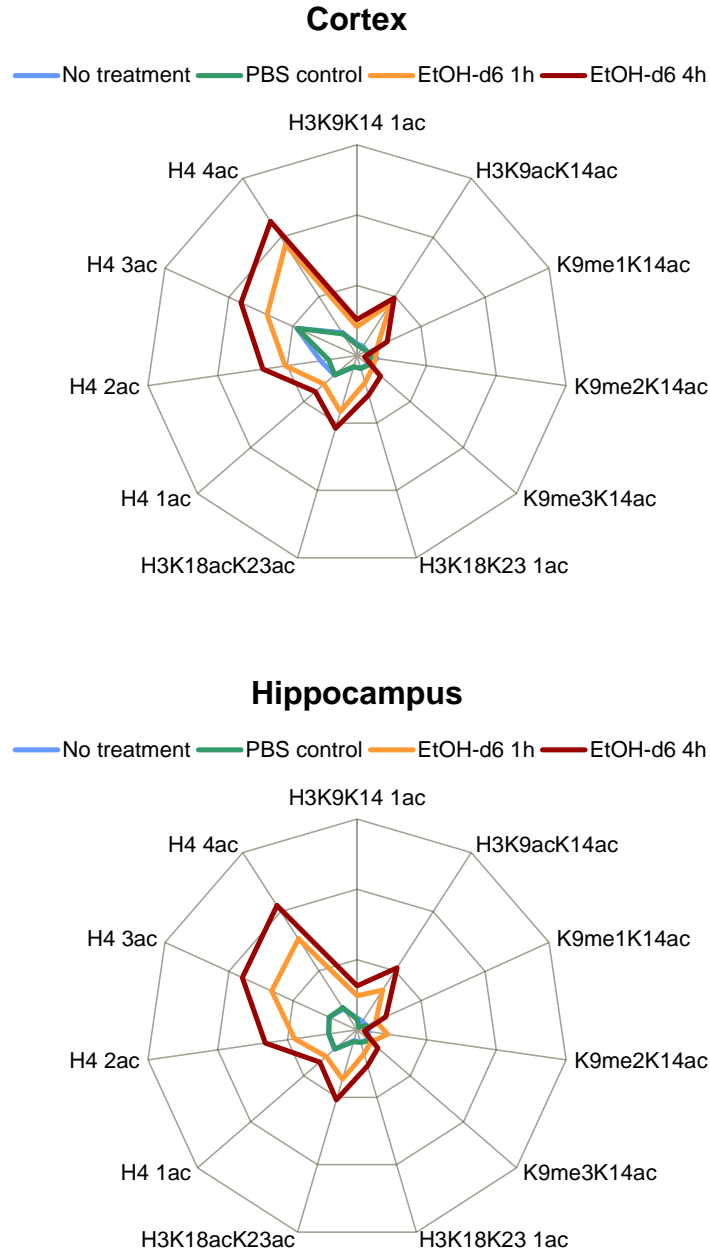 Cortex
No treatment PBS control EtOH-d6 1h EtOH-d6 4h
H3K9K14 1ac
H4 4ac H3K9acK14ac
H4 3ac K9me1K14ac
H4 2ac K9me2K14ac
H4 1ac K9me3K14ac
H3K18acK23ac H3K18K23 1ac
Hippocampus
No treatment PBS control EtOH-d6 1h EtOH-d6 4h
H3K9K14 1ac
H4 4ac H3K9acK14ac
H4 3ac K9me1K14ac
H4 2ac K9me2K14ac
H4 1ac K9me3K14ac
H3K18acK23ac H3K18K23 1ac